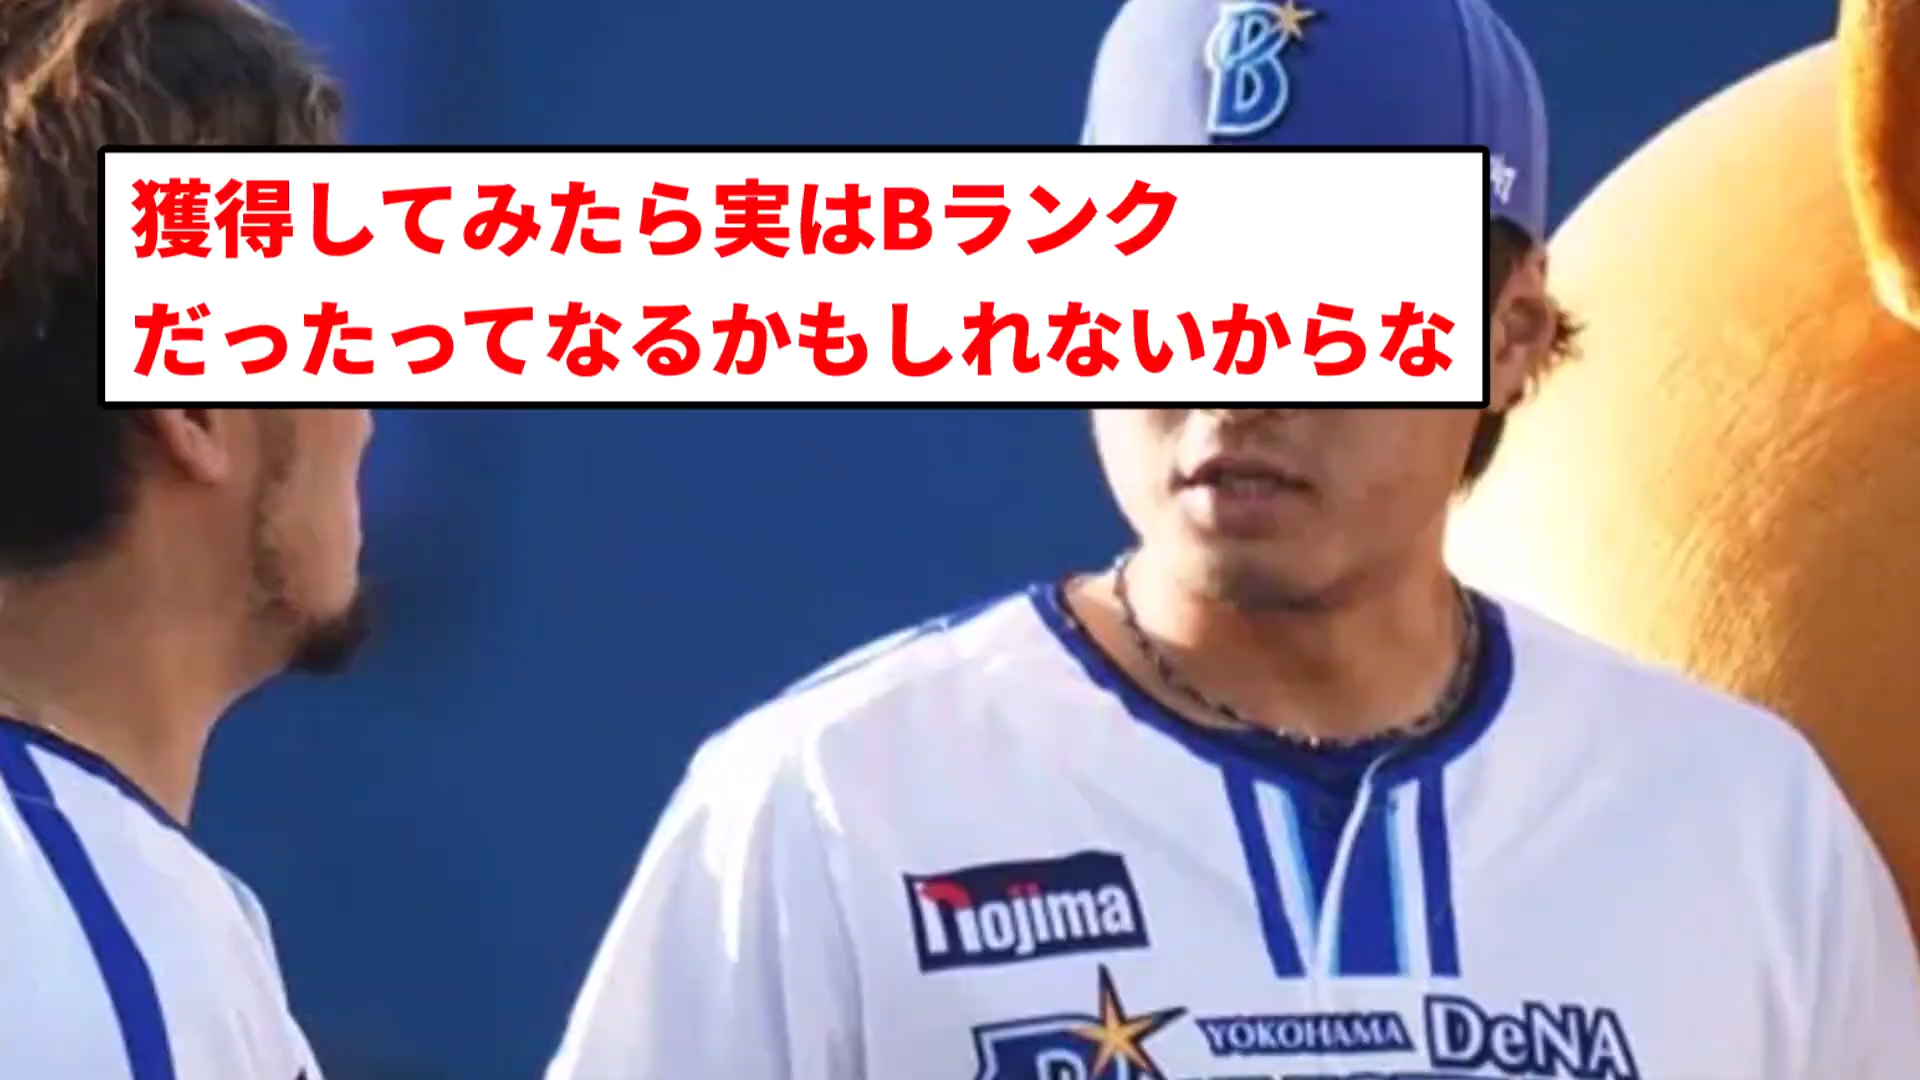 B
獲得してみたら実はBランク
だったってなるかもしれないからな
nojima
YOKOHAMA DeNA